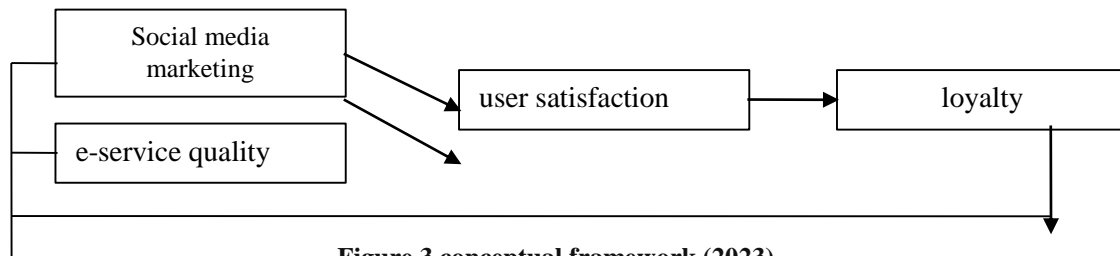 Social media
marketing
user satisfaction
loyalty
e-service quality
Figure 3 conceptual framework (2023)